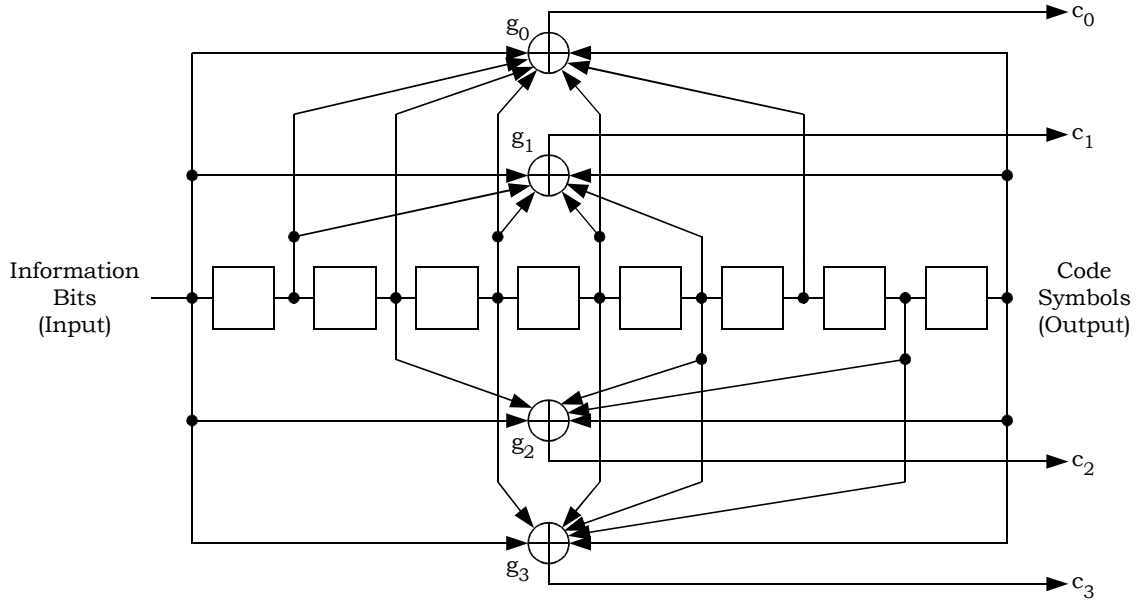 g0
c0
g1
c1
Information
Bits
(Input)
Code
Symbols
(Output)
g2
c2
g3
c3